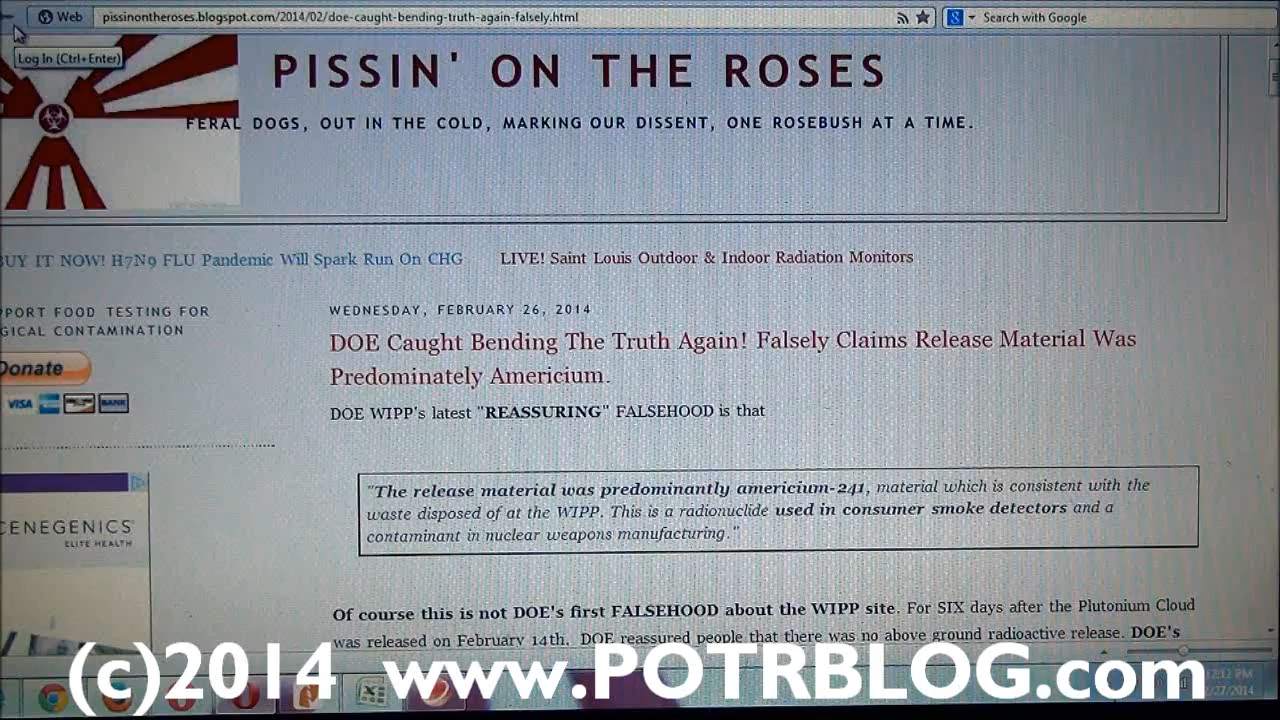 Web pissinontheroses.blogspot.com/2014/02/doe-caught-bending-truth-again-falsely.html Search with Google
Log In (Ctrl+Enter)
PISSIN' ON THE ROSES
FERAL DOGS, OUT IN THE COLD, MARKING OUR DISSENT, ONE ROSEBUSH AT A TIME.
BUY IT NOW! H7N9 FLU Pandemic Will Spark Run On CHG LIVE! Saint Louis Outdoor & Indoor Radiation Monitors
PPORT FOOD TESTING FOR
GICAL CONTAMINATION
Donate
VISA BANK
CENEGENICS
ELITE HEALTH
WEDNESDAY, FEBRUARY 26, 2014
DOE Caught Bending The Truth Again! Falsely Claims Release Material Was
Predominately Americium.
DOE WIPP's latest "REASSURING" FALSEHOOD is that
"The release material was predominantly americium-241, material which is consistent with the
waste disposed of at the WIPP. This is a radionuclide used in consumer smoke detectors and a
contaminant in nuclear weapons manufacturing."
Of course this is not DOE's first FALSEHOOD about the WIPP site. For SIX days after the Plutonium Cloud
was released on February 14th, DOE reassured people that there was no above ground radioactive release. DOE's
(c)2014 www.POTRBLOG.com
12:12 PM
/27/2014